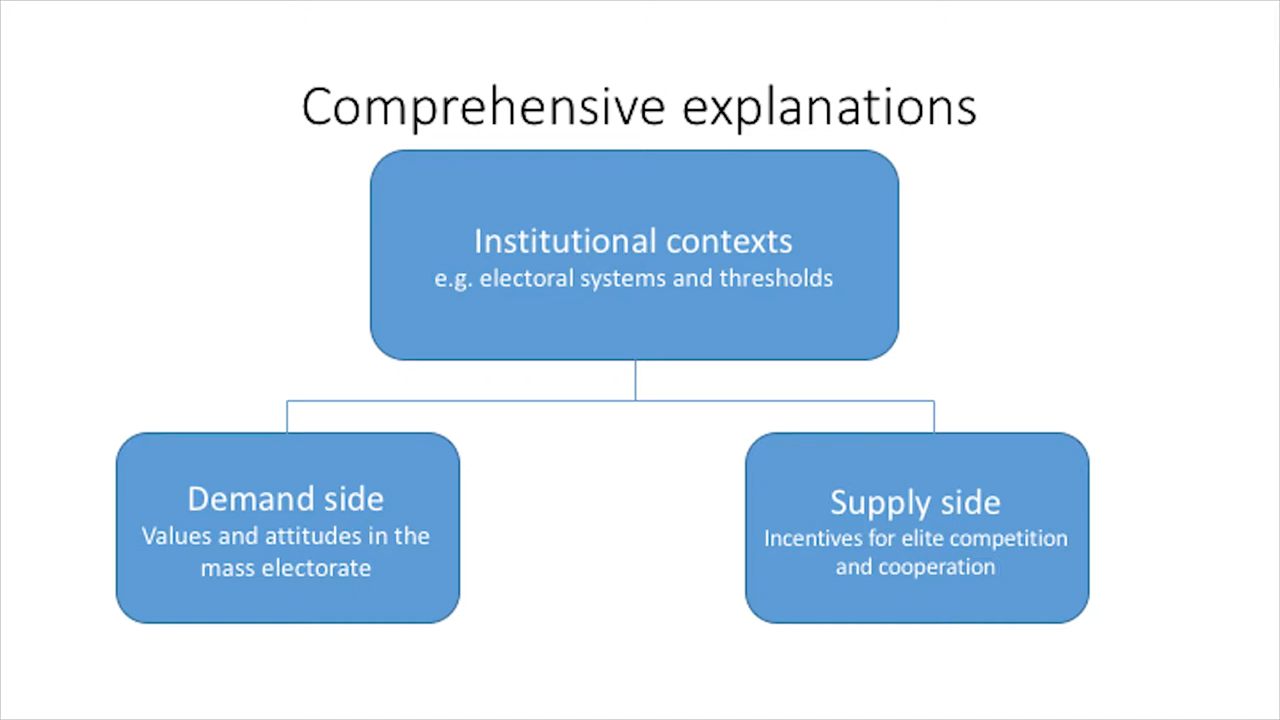 Comprehensive explanations
Institutional contexts
e.g. electoral systems and thresholds
Demand side
Values and attitudes in the
mass electorate
Supply side
Incentives for elite competition
and cooperation